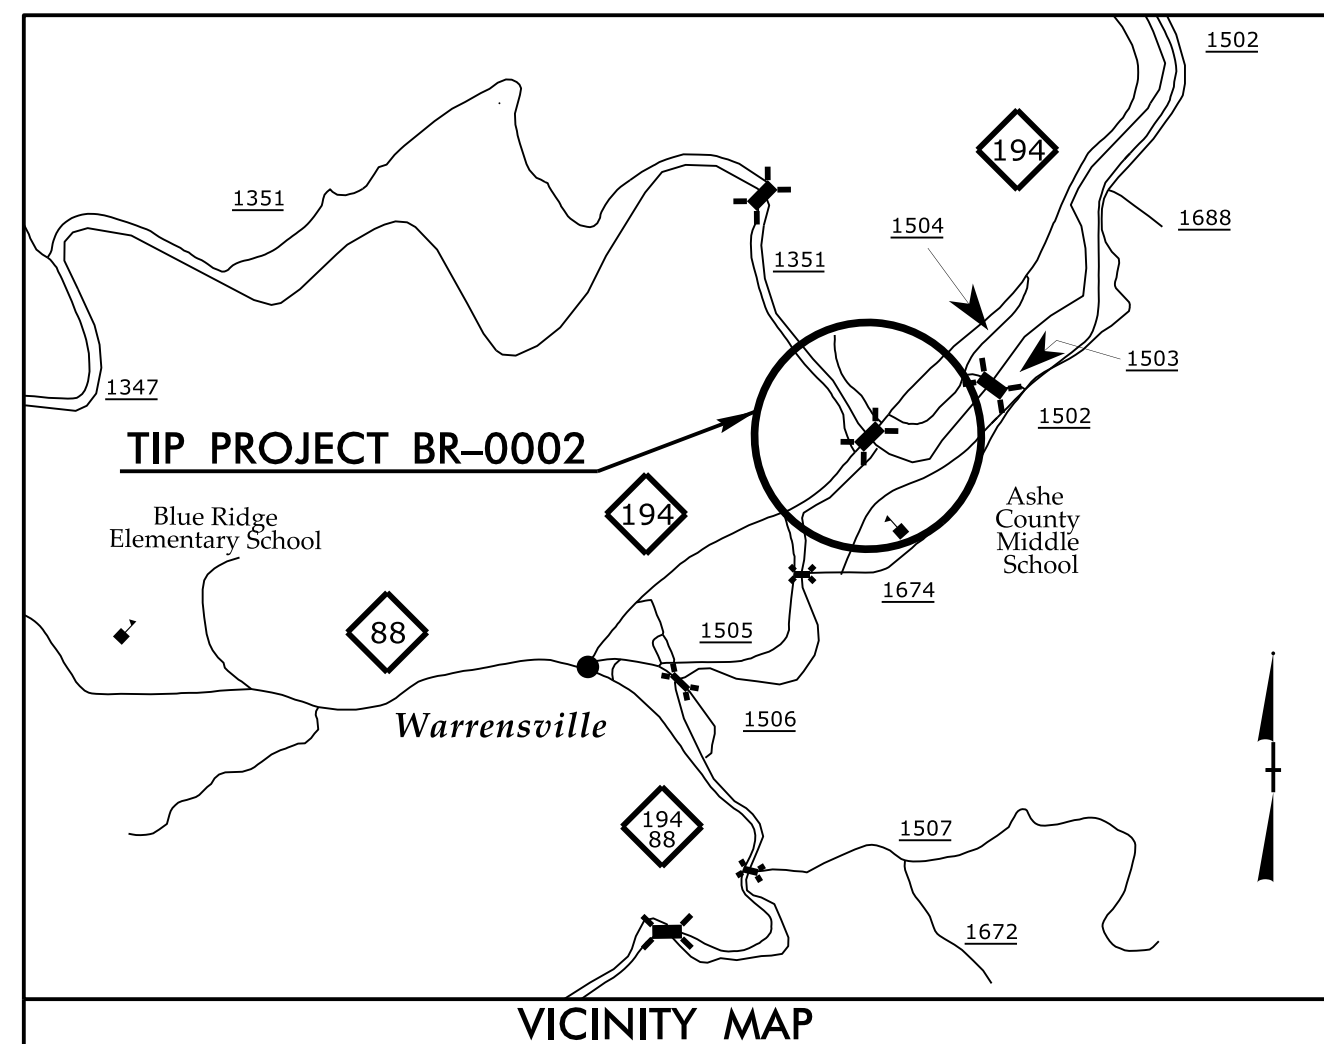 1502
194
1351
1688
1504
1351
1503
1347
1502
TIP PROJECT BR–0002
194
Blue Ridge
Elementary School
Ashe
County
Middle
School
1674
88
1505
Warrensville
1506
194
88
1507
1672
VICINITY MAP